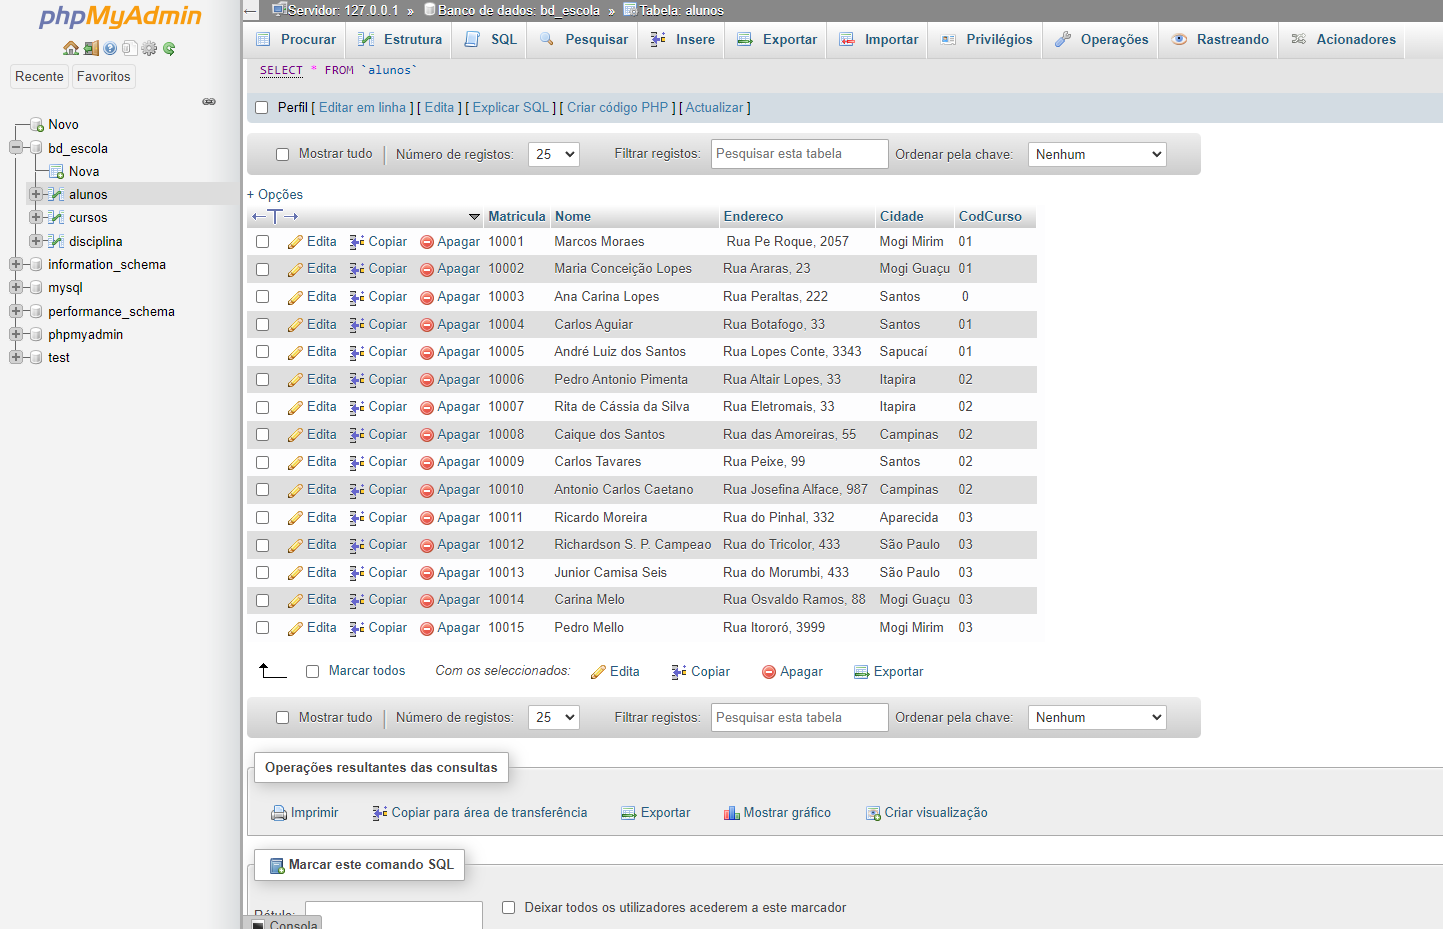 phpMyAdmin
Recente Favoritos
Novo
bd_escola
Nova
alunos
cursos
disciplina
information_schema
mysql
performance_schema
phpmyadmin
test
Servidor: 127.0.0.1 » Banco de dados: bd_escola » Tabela: alunos
Procurar Estrutura SQL Pesquisar Insere Exportar Importar Privilégios Operações Rastreando Acionadores
SELECT * FROM `alunos`
Perfil [ Editar em linha ] [ Edita ] [ Explicar SQL ] [ Criar código PHP ] [ Actualizar ]
Mostrar tudo Número de registos: 25 Filtrar registos: Pesquisar esta tabela Ordenar pela chave: Nenhum
+ Opções
←T→ Matricula Nome Endereco Cidade CodCurso
Edita Copiar Apagar 10001 Marcos Moraes Rua Pe Roque, 2057 Mogi Mirim 01
Edita Copiar Apagar 10002 Maria Conceição Lopes Rua Araras, 23 Mogi Guaçu 01
Edita Copiar Apagar 10003 Ana Carina Lopes Rua Peraltas, 222 Santos 0
Edita Copiar Apagar 10004 Carlos Aguiar Rua Botafogo, 33 Santos 01
Edita Copiar Apagar 10005 André Luiz dos Santos Rua Lopes Conte, 3343 Sapucaí 01
Edita Copiar Apagar 10006 Pedro Antonio Pimenta Rua Altair Lopes, 33 Itapira 02
Edita Copiar Apagar 10007 Rita de Cássia da Silva Rua Eletromais, 33 Itapira 02
Edita Copiar Apagar 10008 Caique dos Santos Rua das Amoreiras, 55 Campinas 02
Edita Copiar Apagar 10009 Carlos Tavares Rua Peixe, 99 Santos 02
Edita Copiar Apagar 10010 Antonio Carlos Caetano Rua Josefina Alface, 987 Campinas 02
Edita Copiar Apagar 10011 Ricardo Moreira Rua do Pinhal, 332 Aparecida 03
Edita Copiar Apagar 10012 Richardson S. P. Campeao Rua do Tricolor, 433 São Paulo 03
Edita Copiar Apagar 10013 Junior Camisa Seis Rua do Morumbi, 433 São Paulo 03
Edita Copiar Apagar 10014 Carina Melo Rua Osvaldo Ramos, 88 Mogi Guaçu 03
Edita Copiar Apagar 10015 Pedro Mello Rua Itororó, 3999 Mogi Mirim 03
Marcar todos Com os seleccionados: Edita Copiar Apagar Exportar
Mostrar tudo Número de registos: 25 Filtrar registos: Pesquisar esta tabela Ordenar pela chave: Nenhum
Operações resultantes das consultas
Imprimir Copiar para área de transferência Exportar Mostrar gráfico Criar visualização
Marcar este comando SQL
Rótulo: Deixar todos os utilizadores acederem a este marcador
Consola